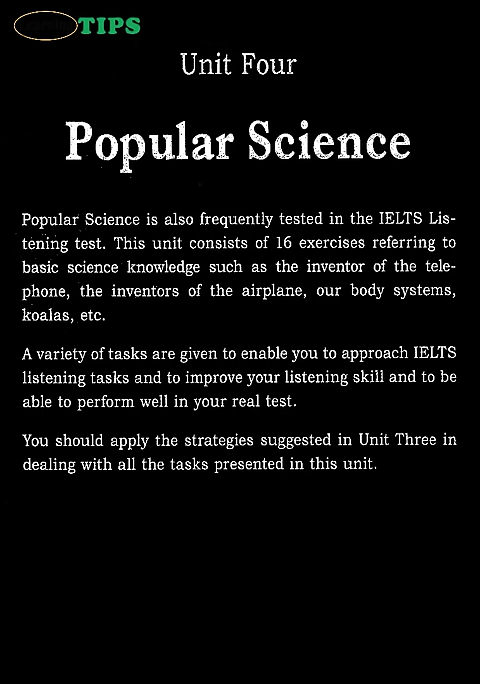 TIPS
Unit Four
Popular Science
Popular Science is also frequently tested in the IELTS Lis-
tening test. This unit consists of 16 exercises referring to
basic science knowledge such as the inventor of the tele-
phone, the inventors of the airplane, our body systems,
koalas, etc.
A variety of tasks are given to enable you to approach IELTS
listening tasks and to improve your listening skill and to be
able to perform well in your real test.
You should apply the strategies suggested in Unit Three in
dealing with all the tasks presented in this unit.